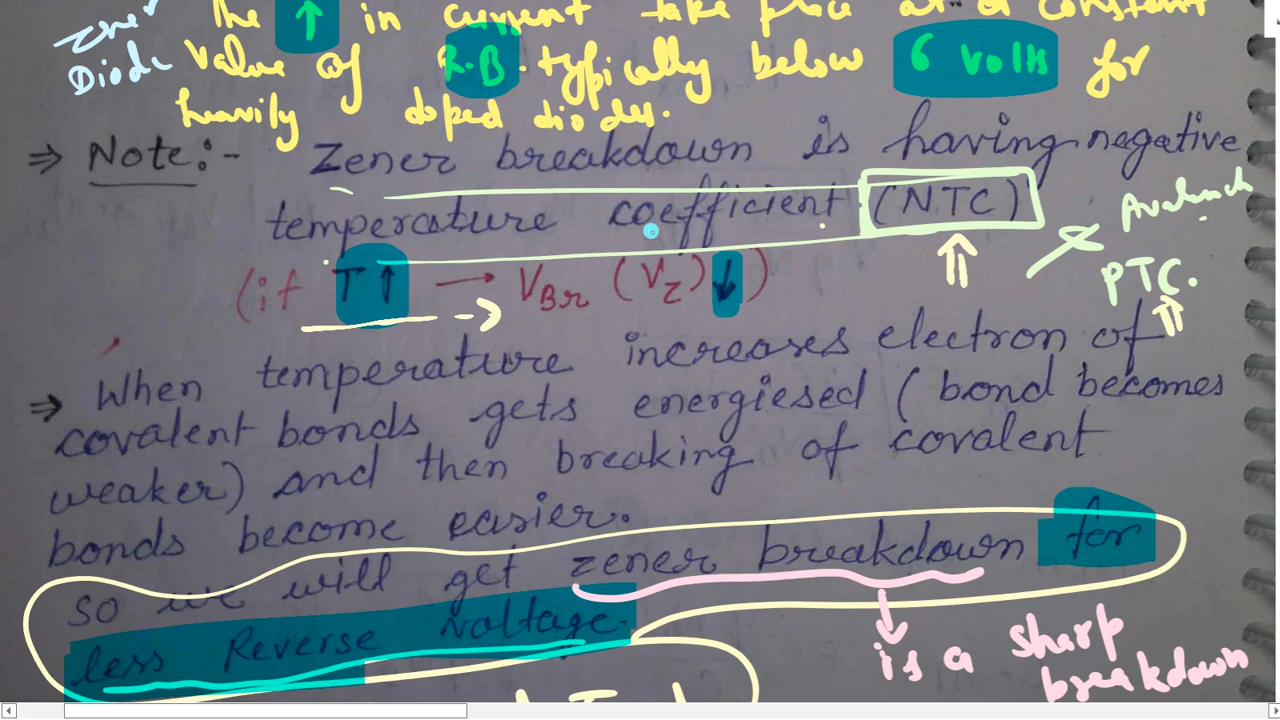 Zener
Diode
The ↑ in current take place at a constant
value of R.B. typically below 6 volts for
heavily doped diodes.
⇒ Note:- Zener breakdown is having negative
temperature coefficient (NTC)
Avalanch
PTC.
(if T↑ → VBr (VZ)↓)
⇒ When temperature increases electron of
covalent bonds gets energiesed (bond becomes
weaker) and then breaking of covalent
bonds become easier.
so we will get zener breakdown for
less Reverse voltage.
is a sharp
breakdown